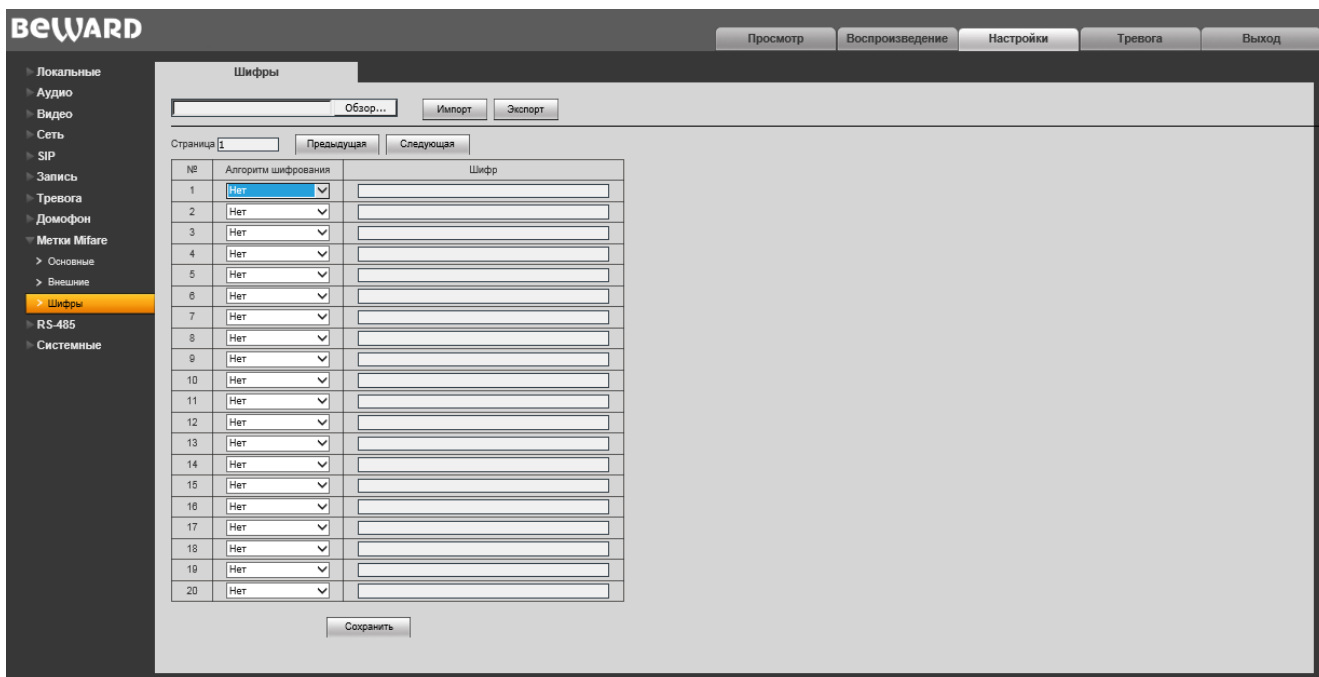 BEWARD
Просмотр Воспроизведение Настройки Тревога Выход
Локальные
Аудио
Видео
Сеть
SIP
Запись
Тревога
Домофон
Метки Mifare
Основные
Внешние
Шифры
RS-485
Системные
Шифры
Обзор... Импорт Экспорт
Страница 1 Предыдущая Следующая
№ Алгоритм шифрования Шифр
1 Нет
2 Нет
3 Нет
4 Нет
5 Нет
6 Нет
7 Нет
8 Нет
9 Нет
10 Нет
11 Нет
12 Нет
13 Нет
14 Нет
15 Нет
16 Нет
17 Нет
18 Нет
19 Нет
20 Нет
Сохранить